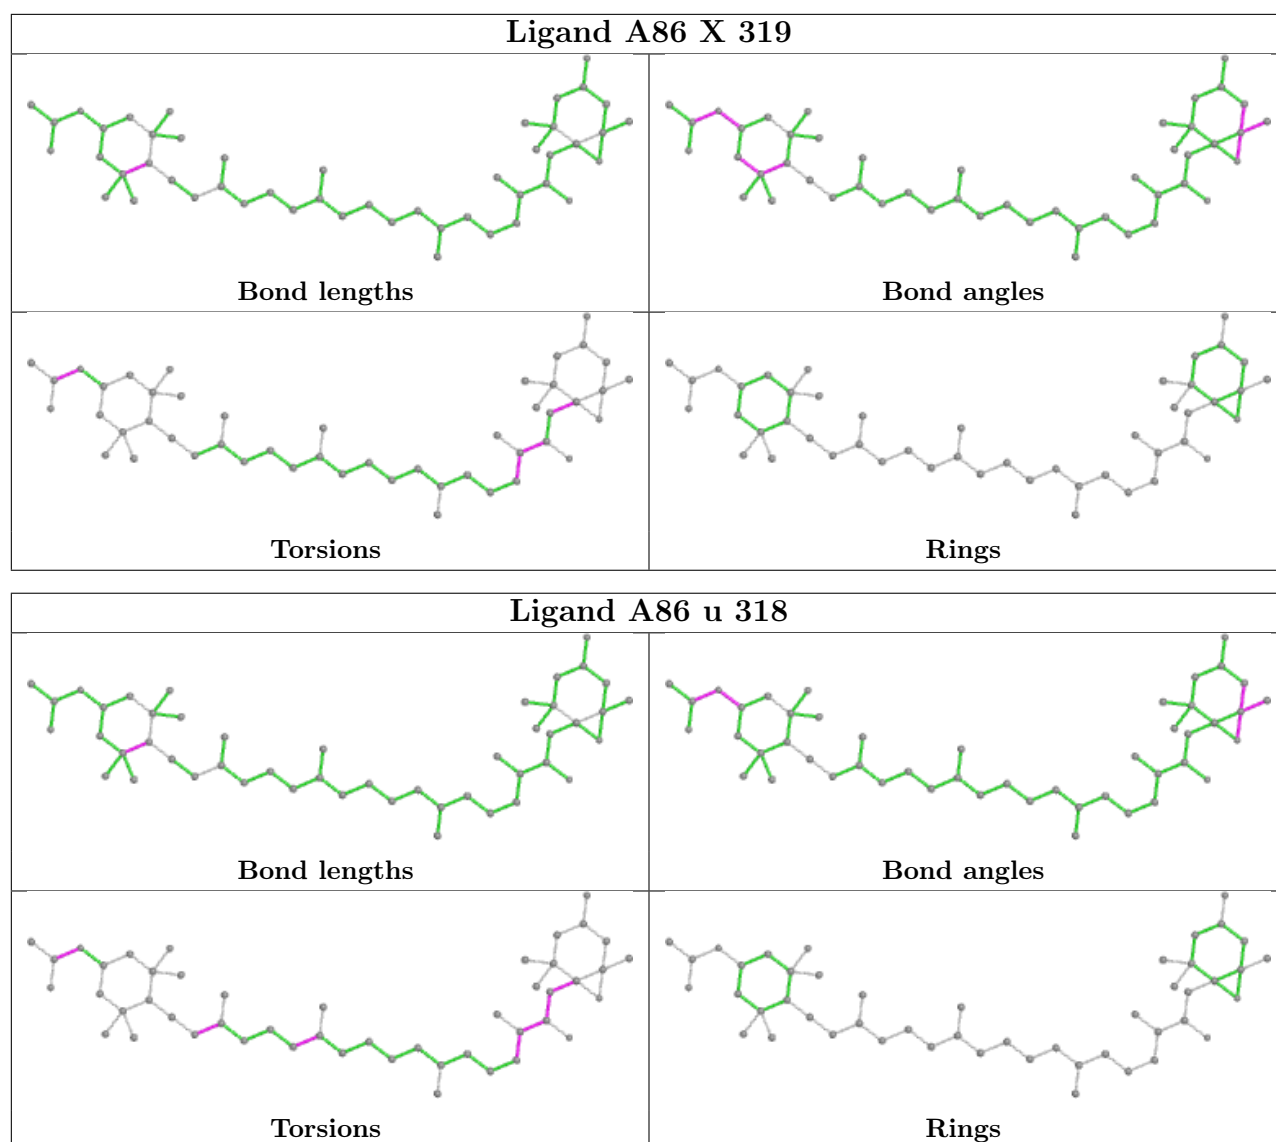 Ligand A86 X 319
Bond lengths
Bond angles
Torsions
Rings
Ligand A86 u 318
Bond lengths
Bond angles
Torsions
Rings